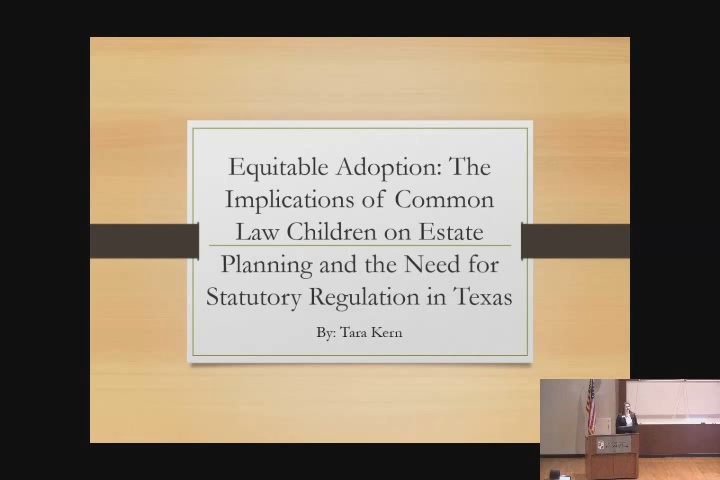 Equitable Adoption: The
Implications of Common
Law Children on Estate
Planning and the Need for
Statutory Regulation in Texas
By: Tara Kern